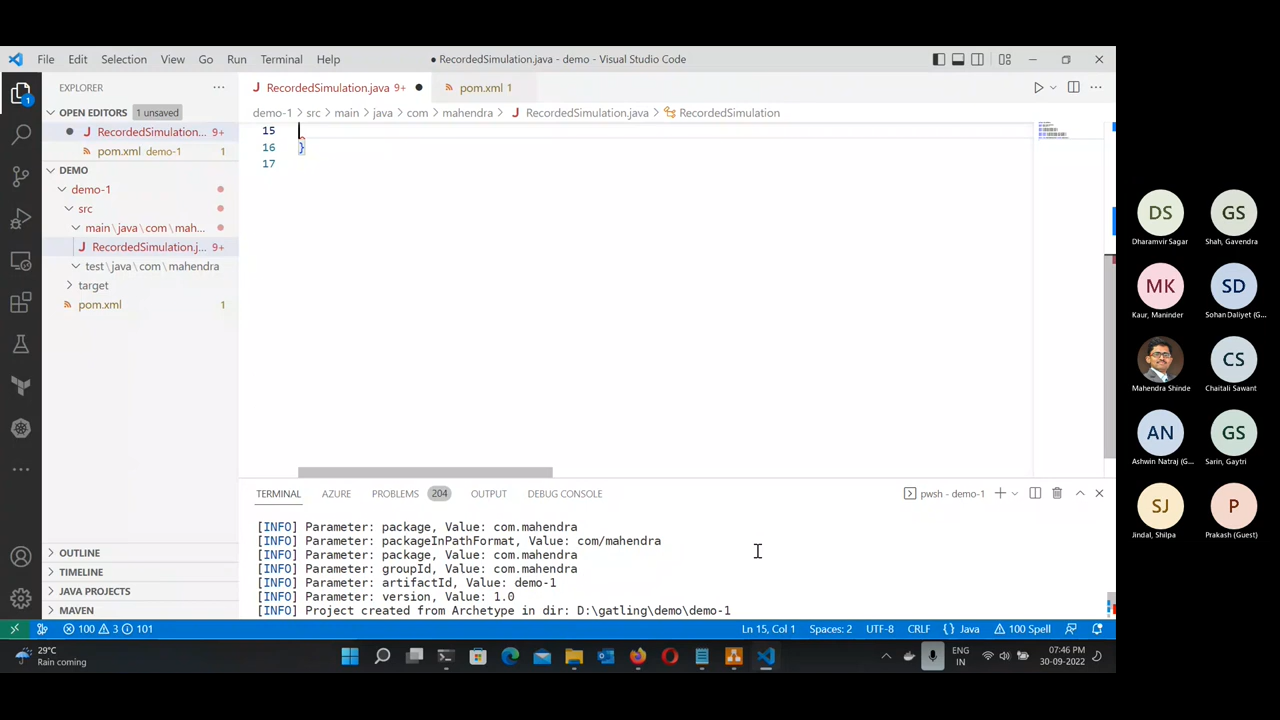 File Edit Selection View Go Run Terminal Help
● RecordedSimulation.java - demo - Visual Studio Code
EXPLORER
OPEN EDITORS 1 unsaved
RecordedSimulation... 9+
pom.xml demo-1 1
DEMO
demo-1
src
main\java\com\mah...
RecordedSimulation.j... 9+
test\java\com\mahendra
target
pom.xml 1
OUTLINE
TIMELINE
JAVA PROJECTS
MAVEN
RecordedSimulation.java 9+ ●
pom.xml 1
demo-1 > src > main > java > com > mahendra > RecordedSimulation.java > RecordedSimulation
15
16 }
17
TERMINAL AZURE PROBLEMS 204 OUTPUT DEBUG CONSOLE
pwsh - demo-1
[INFO] Parameter: package, Value: com.mahendra
[INFO] Parameter: packageInPathFormat, Value: com/mahendra
[INFO] Parameter: package, Value: com.mahendra
[INFO] Parameter: groupId, Value: com.mahendra
[INFO] Parameter: artifactId, Value: demo-1
[INFO] Parameter: version, Value: 1.0
[INFO] Project created from Archetype in dir: D:\gatling\demo\demo-1
100 3 101
Ln 15, Col 1 Spaces: 2 UTF-8 CRLF {} Java 100 Spell
29°C
Rain coming
ENG
IN
07:46 PM
30-09-2022
DS
Dharamvir Sagar
GS
Shah, Gavendra
MK
Kaur, Maninder
SD
Sohan Daliyet (G...
Mahendra Shinde
CS
Chaitali Sawant
AN
Ashwin Natraj (G...
GS
Sarin, Gaytri
SJ
Jindal, Shilpa
P
Prakash (Guest)